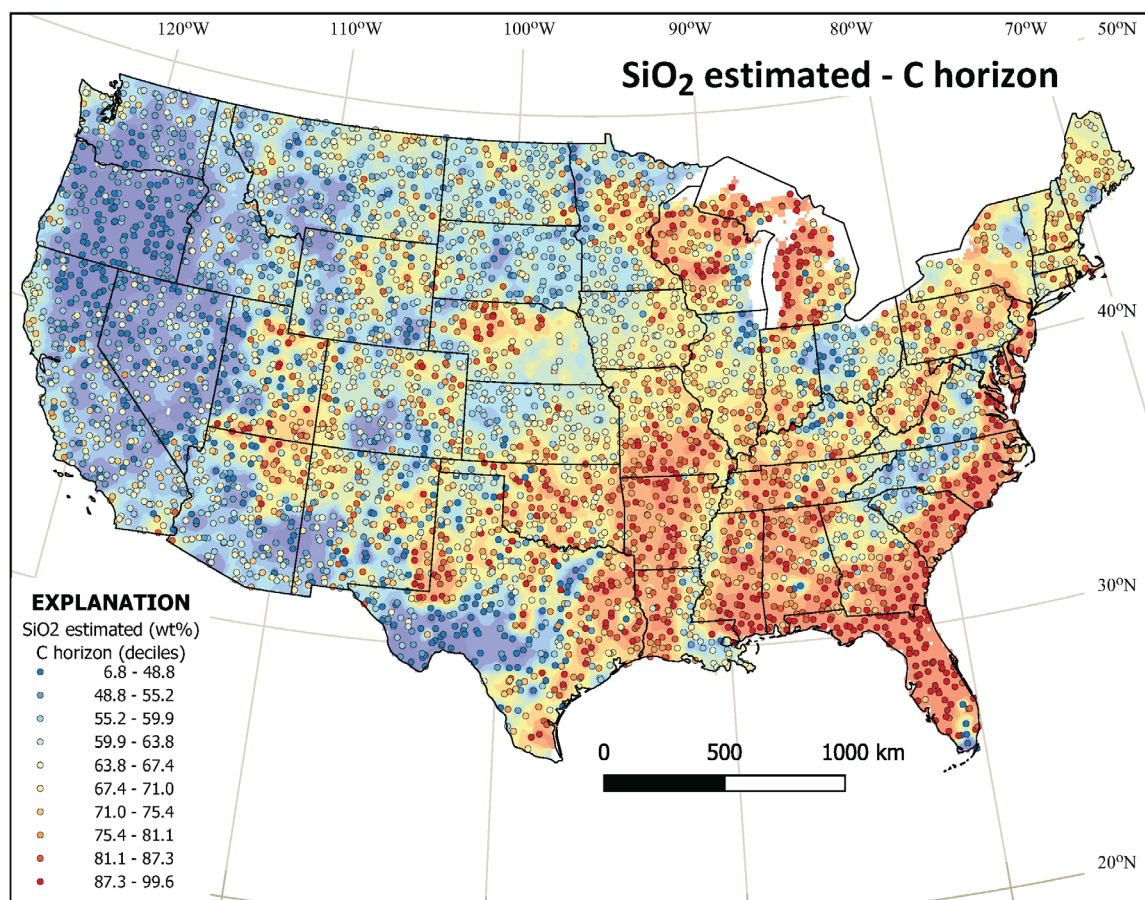 120°W 110°W 100°W 90°W 80°W 70°W 50°N
SiO₂ estimated - C horizon
40°N
30°N
EXPLANATION
SiO2 estimated (wt%)
C horizon (deciles)
6.8 - 48.8
48.8 - 55.2
55.2 - 59.9
59.9 - 63.8
63.8 - 67.4
67.4 - 71.0
71.0 - 75.4
75.4 - 81.1
81.1 - 87.3
87.3 - 99.6
0 500 1000 km
20°N